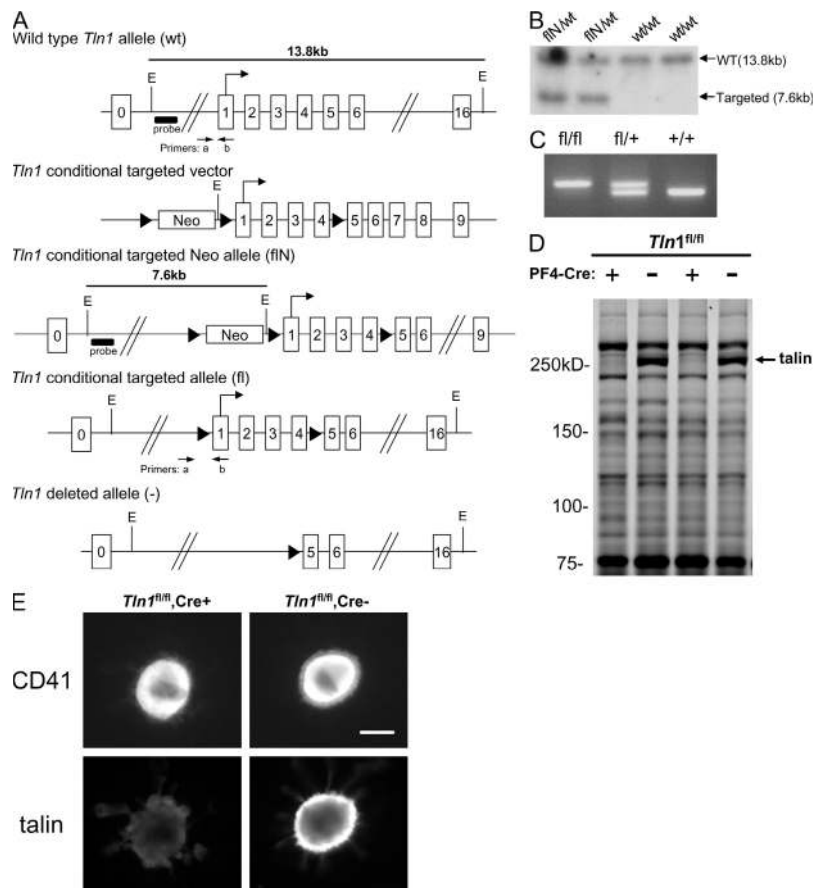 A
Wild type Tln1 allele (wt)
13.8kb
E E
0 1 2 3 4 5 6 16
probe
Primers: a b
Tln1 conditional targeted vector
E
Neo 1 2 3 4 5 6 7 8 9
Tln1 conditional targeted Neo allele (flN)
7.6kb
E E
0 Neo 1 2 3 4 5 6 9
probe
Tln1 conditional targeted allele (fl)
E E
0 1 2 3 4 5 6 16
Primers: a b
Tln1 deleted allele (-)
E E
0 5 6 16
B
flN/wt flN/wt wt/wt wt/wt
WT(13.8kb)
Targeted (7.6kb)
C
fl/fl fl/+ +/+
D
Tln1fl/fl
PF4-Cre: + - + -
250kD-
talin
150-
100-
75-
E
Tln1fl/fl,Cre+ Tln1fl/fl,Cre-
CD41
talin